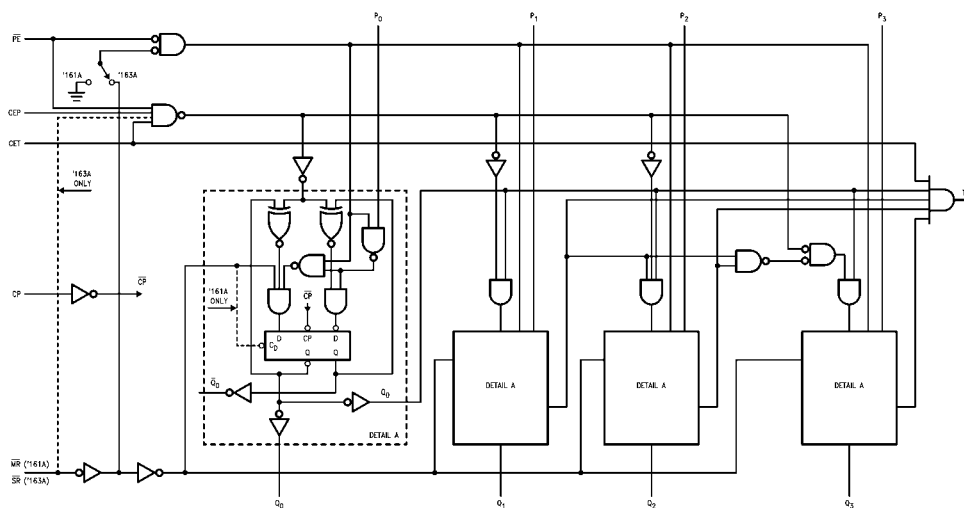 P0
P1
P2
P3
PE
'161A
'163A
CEP
CET
'163A
ONLY
CP
CP
'161A
ONLY
CP
D
CP
D
CD
Q
Q
Q0
Q0
DETAIL A
DETAIL A
DETAIL A
DETAIL A
MR ('161A)
SR ('163A)
Q0
Q1
Q2
Q3